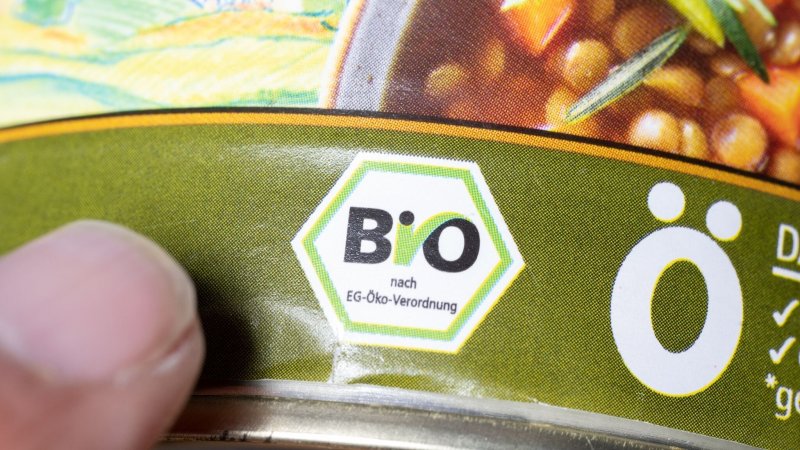 Bio
nach
EG-Öko-Verordnung
Ö